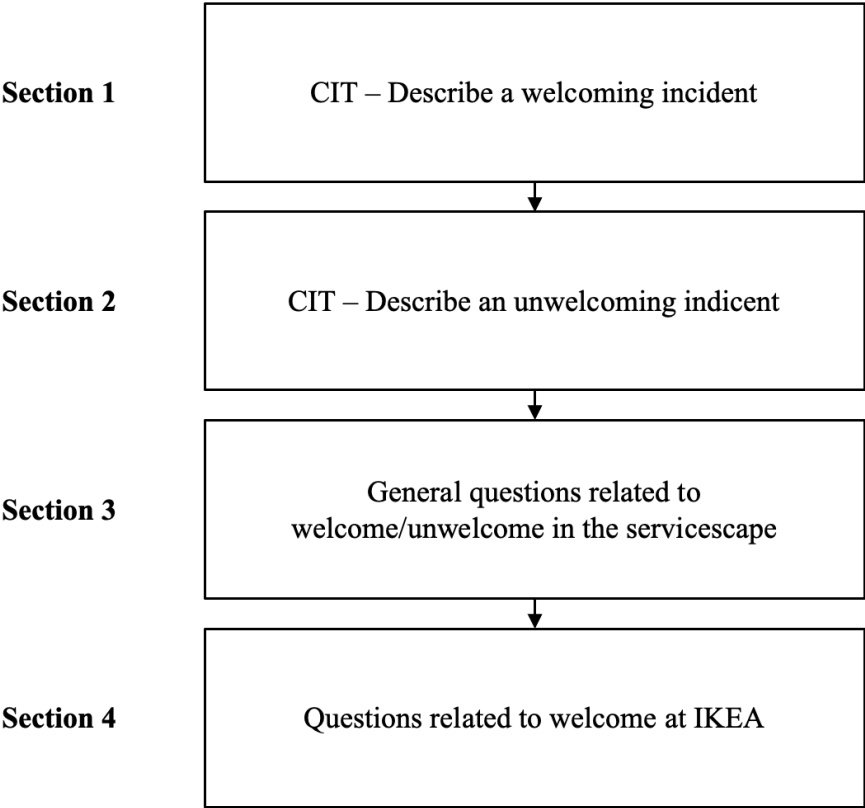 Section 1
CIT – Describe a welcoming incident
Section 2
CIT – Describe an unwelcoming indicent
Section 3
General questions related to
welcome/unwelcome in the servicescape
Section 4
Questions related to welcome at IKEA